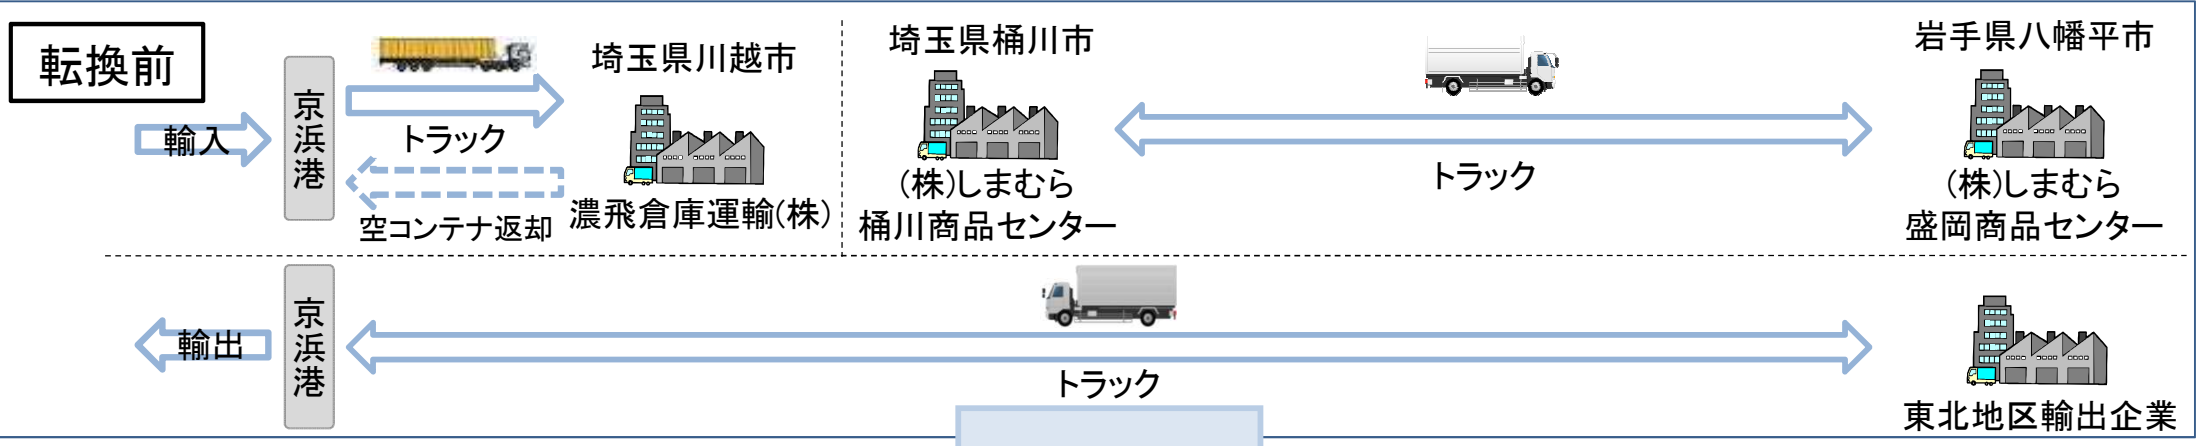 転換前
輸入
京浜港
トラック
空コンテナ返却
埼玉県川越市
濃飛倉庫運輸(株)
埼玉県桶川市
(株)しまむら
桶川商品センター
トラック
岩手県八幡平市
(株)しまむら
盛岡商品センター
輸出
京浜港
トラック
東北地区輸出企業